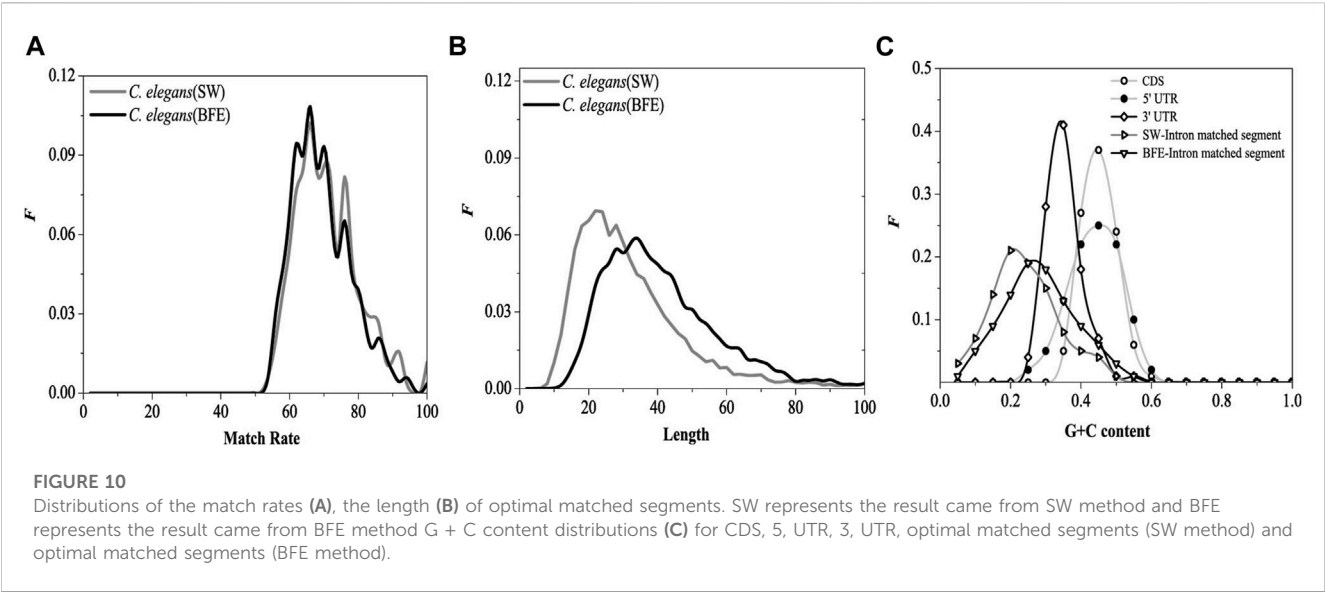 A
0.12
0.09
0.06
0.03
0.00
F
C. elegans(SW)
C. elegans(BFE)
0 20 40 60 80 100
Match Rate
B
0.12
0.09
0.06
0.03
0.00
F
C. elegans(SW)
C. elegans(BFE)
0 20 40 60 80 100
Length
C
0.5
0.4
0.3
0.2
0.1
F
CDS
5' UTR
3' UTR
SW-Intron matched segment
BFE-Intron matched segment
0.0 0.2 0.4 0.6 0.8 1.0
G+C content
FIGURE 10
Distributions of the match rates (A), the length (B) of optimal matched segments. SW represents the result came from SW method and BFE
represents the result came from BFE method G + C content distributions (C) for CDS, 5, UTR, 3, UTR, optimal matched segments (SW method) and
optimal matched segments (BFE method).